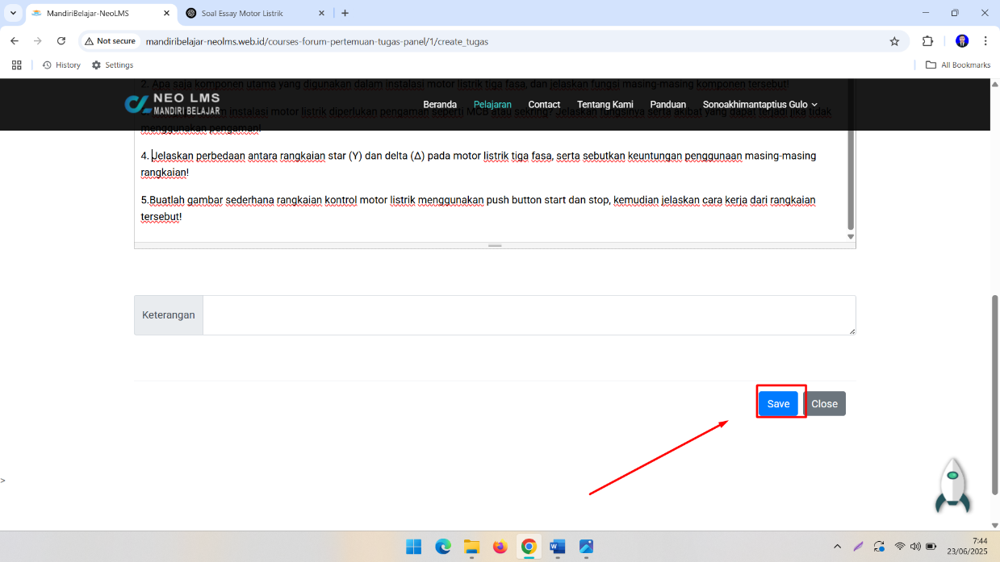 MandiriBelajar-NeoLMS
Soal Essay Motor Listrik
Not secure
mandiribelajar-neolms.web.id/courses-forum-pertemuan-tugas-panel/1/create_tugas
History
Settings
All Bookmarks
2. Apa saja komponen utama yang digunakan dalam instalasi motor listrik tiga fasa, dan jelaskan fungsi masing-masing komponen tersebut!
NEO LMS
MANDIRI BELAJAR
Beranda
Pelajaran
Contact
Tentang Kami
Panduan
Sonoakhimantaptius Gulo
instalasi motor listrik diperlukan pengaman seperti MCB atau sekring? Jelaskan fungsinya serta akibat yang dapat terjadi jika tidak
menggunakan pengaman!
4. Jelaskan perbedaan antara rangkaian star (Y) dan delta (Δ) pada motor listrik tiga fasa, serta sebutkan keuntungan penggunaan masing-masing
rangkaian!
5.Buatlah gambar sederhana rangkaian kontrol motor listrik menggunakan push button start dan stop, kemudian jelaskan cara kerja dari rangkaian
tersebut!
Keterangan
Save
Close
>
7:44
23/06/2025